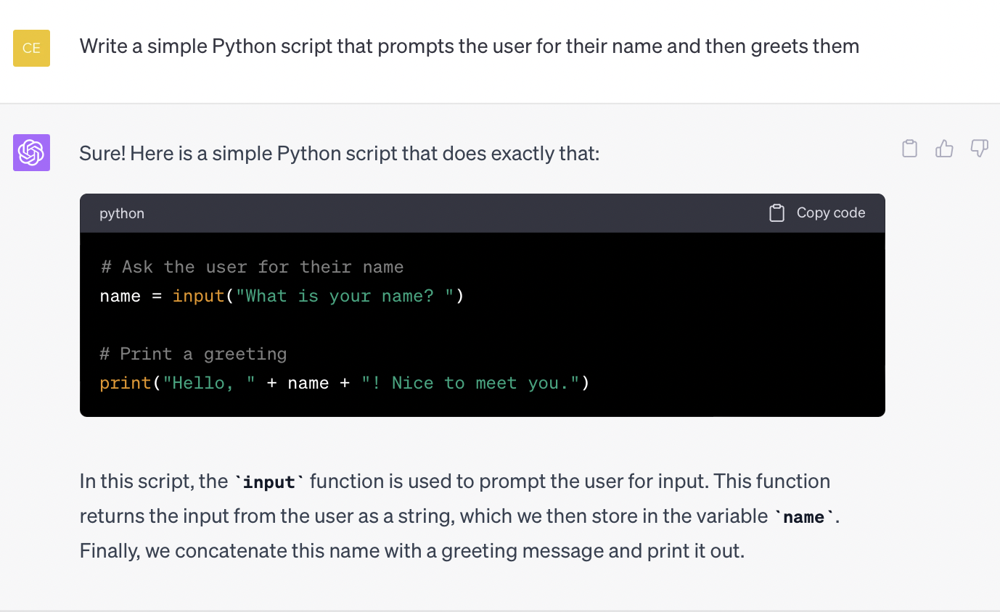 CE
Write a simple Python script that prompts the user for their name and then greets them
Sure! Here is a simple Python script that does exactly that:
python
Copy code
# Ask the user for their name
name = input("What is your name? ")
# Print a greeting
print("Hello, " + name + "! Nice to meet you.")
In this script, the `input` function is used to prompt the user for input. This function
returns the input from the user as a string, which we then store in the variable `name`.
Finally, we concatenate this name with a greeting message and print it out.